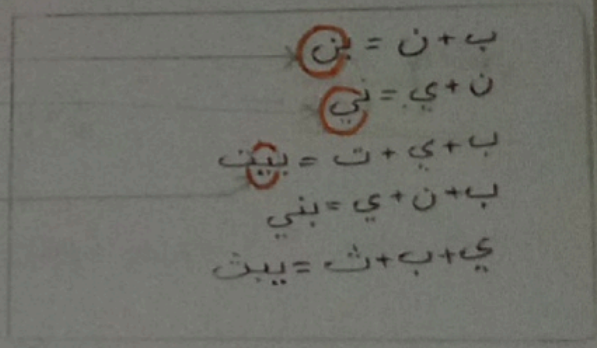 ب + ن = بن
ن + ي = ني
ب + ي + ت = بيت
ب + ن + ي = بني
ي + ب + ث = يبث